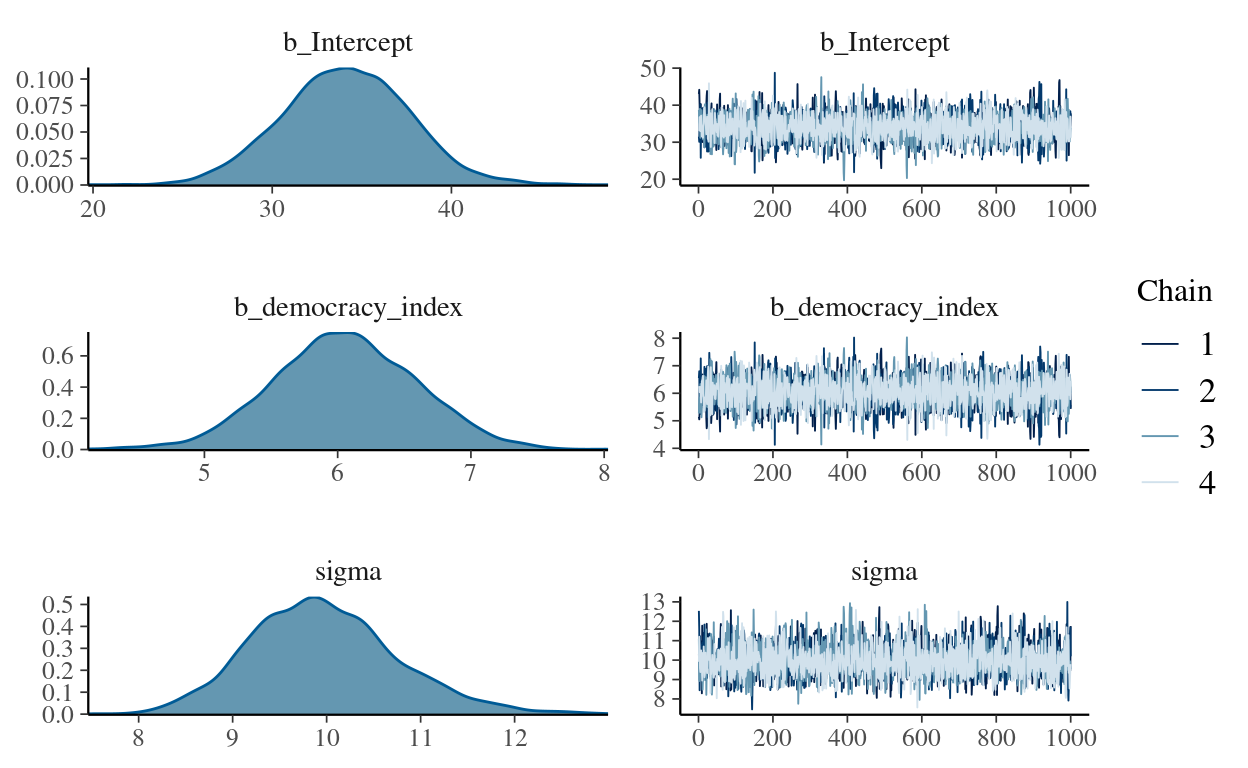 b_Intercept
0.100
0.075
0.050
0.025
0.000
20 30 40
b_Intercept
50
40
30
20
0 200 400 600 800 1000
b_democracy_index
0.6
0.4
0.2
0.0
5 6 7 8
b_democracy_index
8
7
6
5
4
0 200 400 600 800 1000
sigma
0.5
0.4
0.3
0.2
0.1
0.0
8 9 10 11 12
sigma
13
12
11
10
9
8
0 200 400 600 800 1000
Chain
1
2
3
4